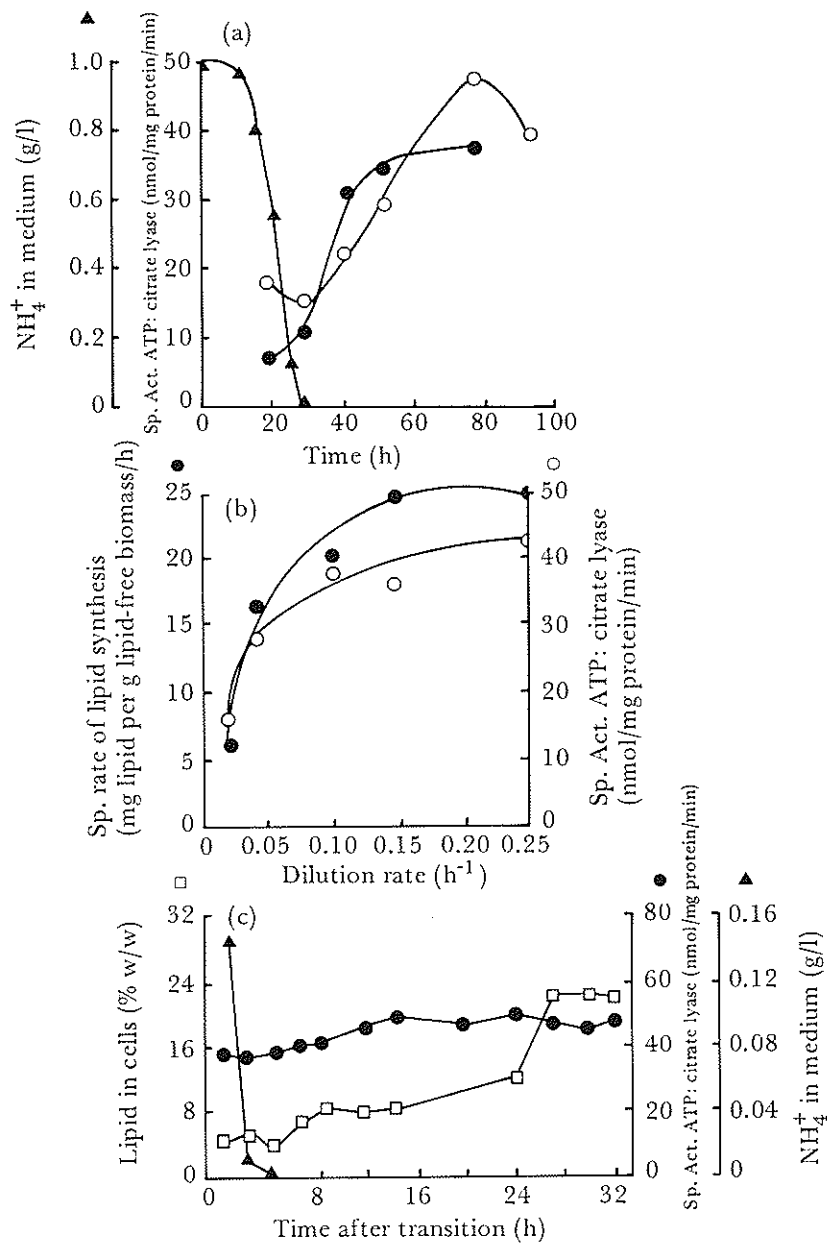 (a)
NH₄⁺ in medium (g/l)
1.0
0.8
0.6
0.4
0.2
0
Sp. Act. ATP: citrate lyase (nmol/mg protein/min)
50
40
30
20
10
0
0 20 40 60 80 100
Time (h)
(b)
Sp. rate of lipid synthesis
(mg lipid per g lipid-free biomass/h)
25
20
15
10
5
0
50
40
30
20
10
0
Sp. Act. ATP: citrate lyase
(nmol/mg protein/min)
0 0.05 0.10 0.15 0.20 0.25
Dilution rate (h⁻¹)
(c)
Lipid in cells (% w/w)
32
24
16
8
0
80
60
40
20
0
Sp. Act. ATP: citrate lyase (nmol/mg protein/min)
0.16
0.12
0.08
0.04
0
NH₄⁺ in medium (g/l)
0 8 16 24 32
Time after transition (h)